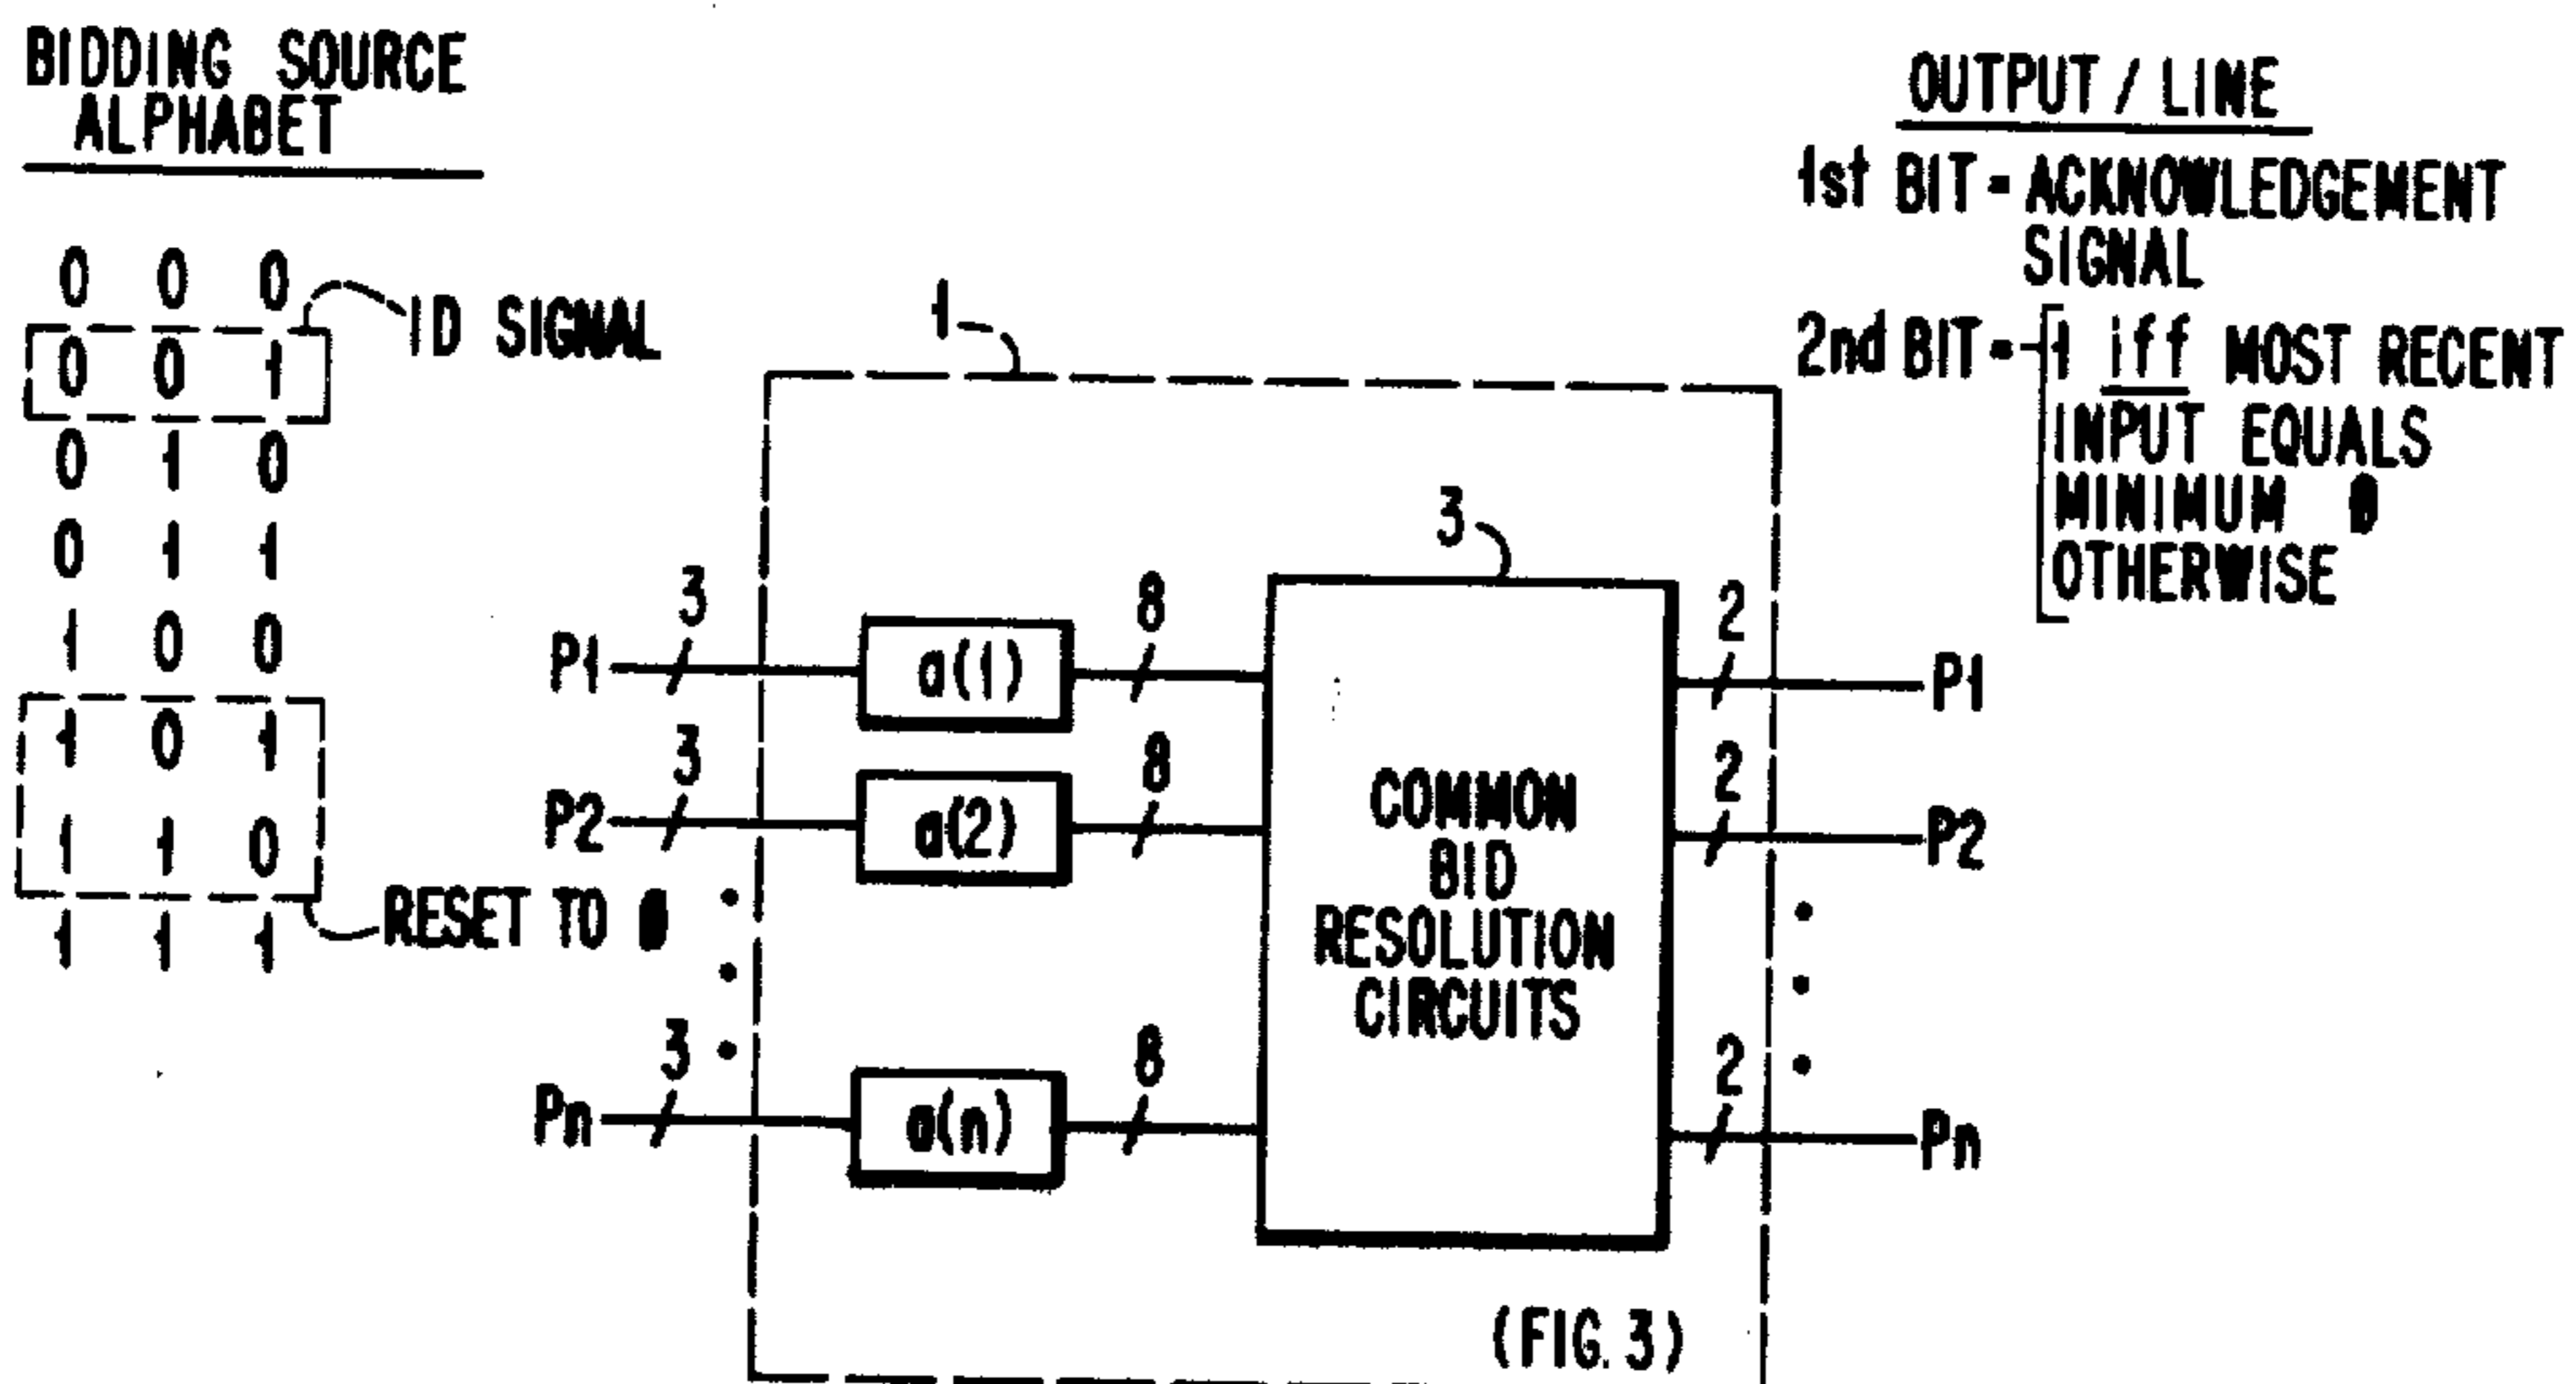 BIDDING SOURCE
ALPHABET
0 0 0
ID SIGNAL
0 0 1
0 1 0
0 1 1
1 0 0
1 0 1
1 1 0
RESET TO 0
1 1 1
OUTPUT / LINE
1st BIT = ACKNOWLEDGEMENT
SIGNAL
2nd BIT = 1 iff MOST RECENT
INPUT EQUALS
MINIMUM 0
OTHERWISE
1
3
P1 3 a(1) 8 2 P1
P2 3 a(2) 8 2 P2
Pn 3 a(n) 8 2 Pn
COMMON
BID
RESOLUTION
CIRCUITS
(FIG. 3)